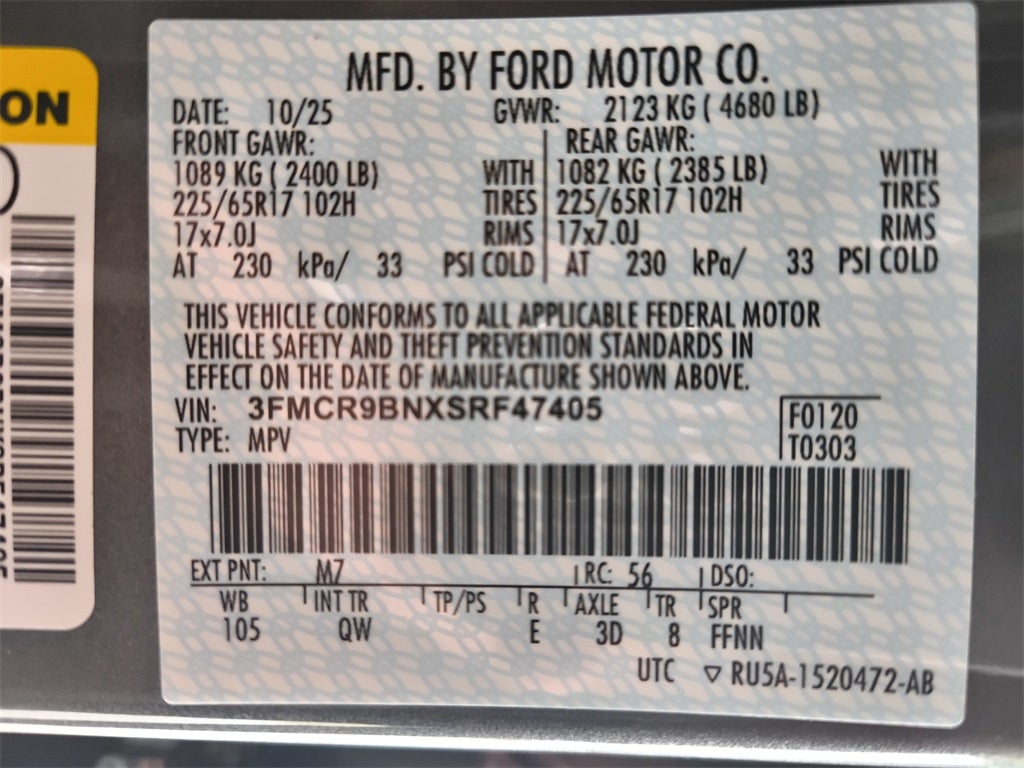 ON
MFD. BY FORD MOTOR CO.
DATE: 10/25 GVWR: 2123 KG ( 4680 LB)
FRONT GAWR: REAR GAWR:
1089 KG ( 2400 LB) WITH 1082 KG ( 2385 LB) WITH
225/65R17 102H TIRES 225/65R17 102H TIRES
17x7.0J RIMS 17x7.0J RIMS
AT 230 kPa/ 33 PSI COLD AT 230 kPa/ 33 PSI COLD
THIS VEHICLE CONFORMS TO ALL APPLICABLE FEDERAL MOTOR
VEHICLE SAFETY AND THEFT PREVENTION STANDARDS IN
EFFECT ON THE DATE OF MANUFACTURE SHOWN ABOVE.
VIN: 3FMCR9BNXSRF47405 F0120
TYPE: MPV T0303
EXT PNT: M7 RC: 56 DSO:
WB INT TR TP/PS R AXLE TR SPR
105 QW E 3D 8 FFNN
UTC ▽ RU5A-1520472-AB